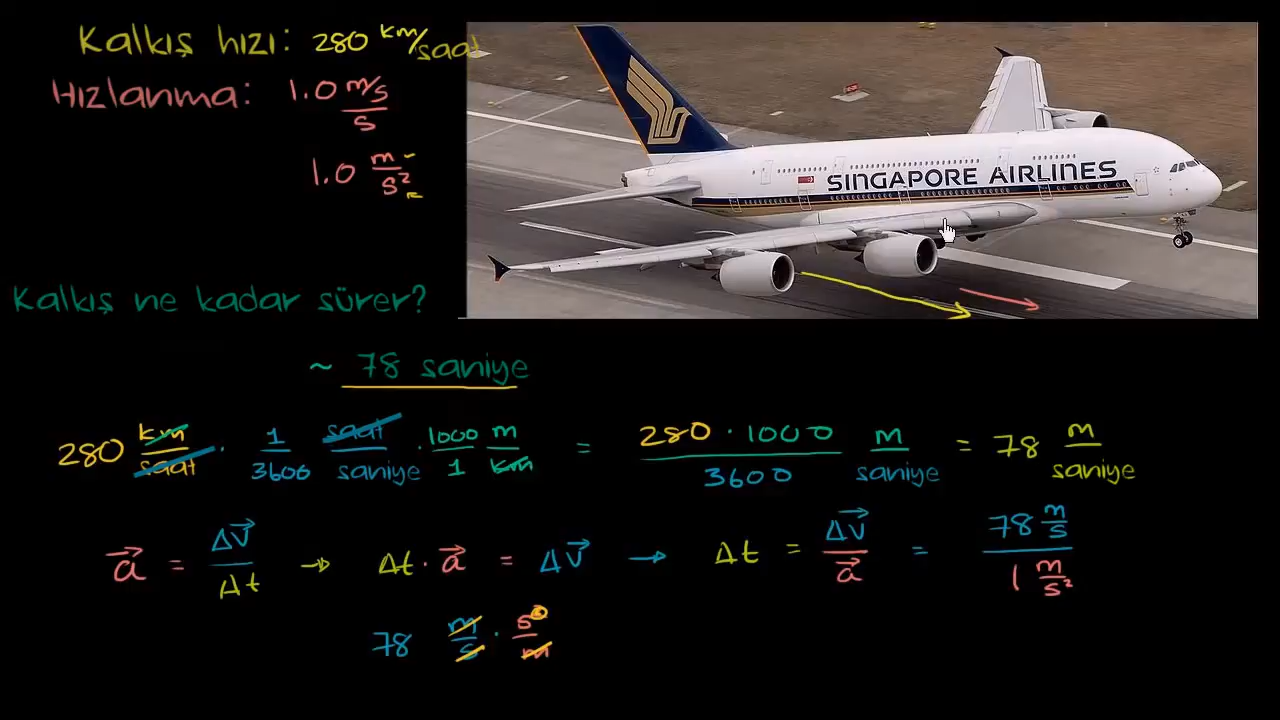 Kalkış hızı: 280 km/saat
Hızlanma: 1.0 m/s/s
1.0 m/s²
SINGAPORE AIRLINES
Kalkış ne kadar sürer?
~ 78 saniye
280 km/saat · 1/3600 saat/saniye · 1000/1 m/km = 280 · 1000/3600 m/saniye = 78 m/saniye
a⃗ = Δv⃗/Δt → Δt · a⃗ = Δv⃗ → Δt = Δv⃗/a⃗ = 78 m/s / 1 m/s²
78 m/s · s²/m